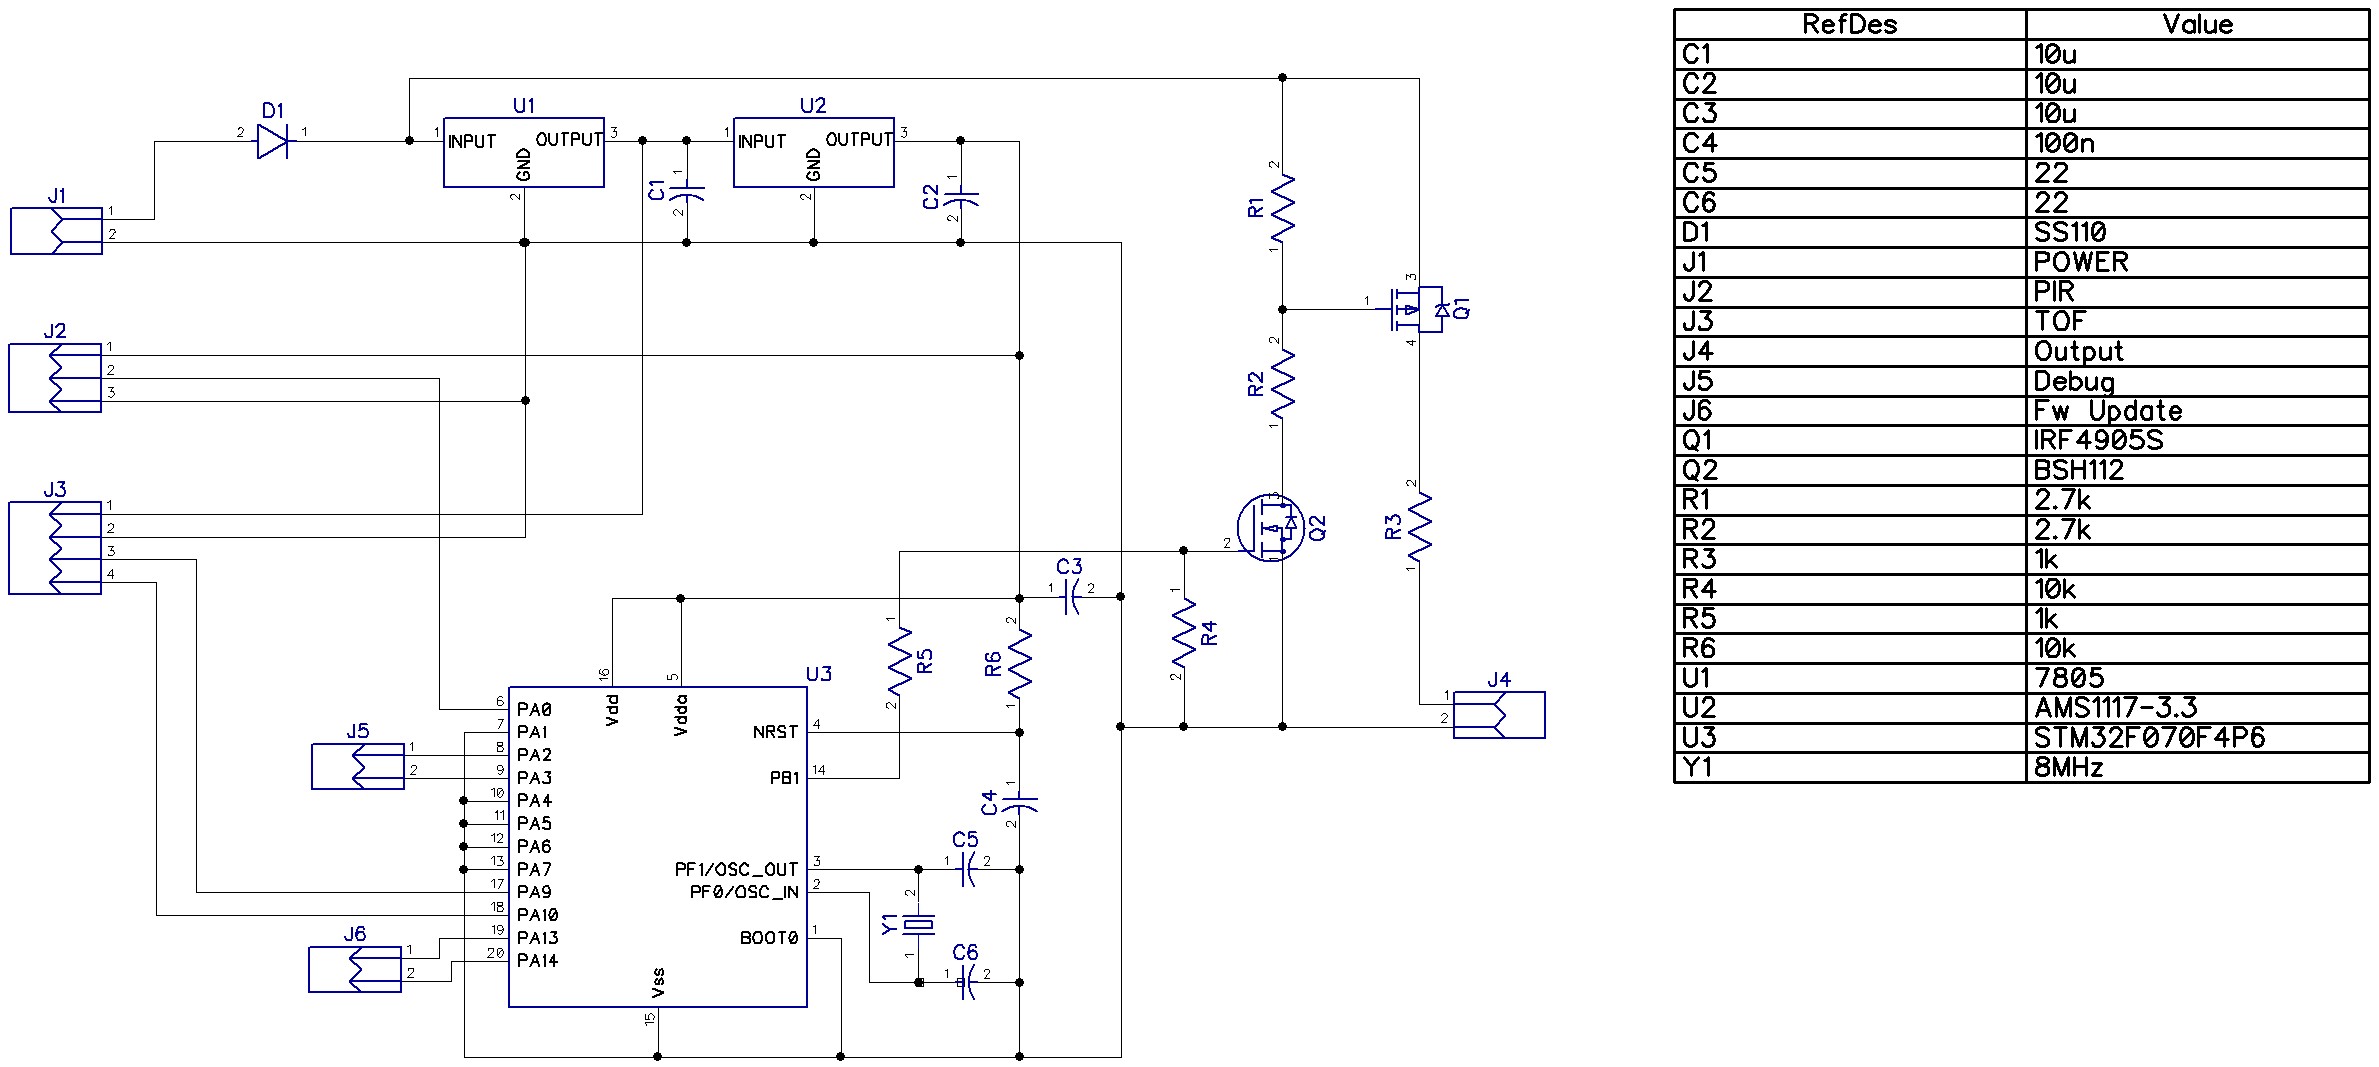 D1
2
1
U1
1
INPUT
OUTPUT
3
GND
2
U2
1
INPUT
OUTPUT
3
GND
2
C1
1
2
C2
1
2
J1
1
2
J2
1
2
3
J3
1
2
3
4
R1
2
1
R2
2
1
Q1
1
3
4
Q2
2
3
1
R3
2
1
C3
1
2
R4
1
2
R5
1
2
R6
2
1
J4
1
2
U3
16
Vdd
5
Vdda
6
PA0
7
PA1
8
PA2
9
PA3
10
PA4
11
PA5
12
PA6
13
PA7
17
PA9
18
PA10
19
PA13
20
PA14
NRST
4
PB1
14
PF1/OSC_OUT
3
PF0/OSC_IN
2
BOOT0
1
Vss
15
J5
1
2
J6
1
2
C4
1
2
C5
1
2
Y1
2
1
C6
1
2
RefDes Value
C1 10u
C2 10u
C3 10u
C4 100n
C5 22
C6 22
D1 SS110
J1 POWER
J2 PIR
J3 TOF
J4 Output
J5 Debug
J6 Fw Update
Q1 IRF4905S
Q2 BSH112
R1 2.7k
R2 2.7k
R3 1k
R4 10k
R5 1k
R6 10k
U1 7805
U2 AMS1117-3.3
U3 STM32F070F4P6
Y1 8MHz